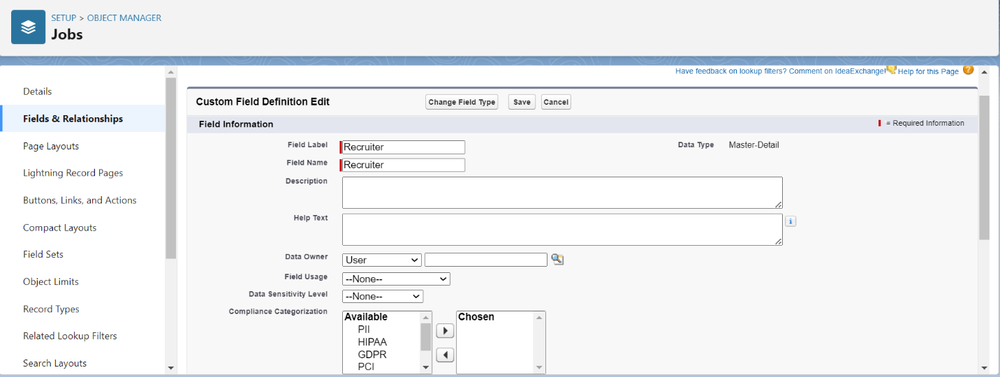 SETUP > OBJECT MANAGER
Jobs
Details
Fields & Relationships
Page Layouts
Lightning Record Pages
Buttons, Links, and Actions
Compact Layouts
Field Sets
Object Limits
Record Types
Related Lookup Filters
Search Layouts
Have feedback on lookup filters? Comment on IdeaExchange! Help for this Page ?
Custom Field Definition Edit Change Field Type Save Cancel
Field Information = Required Information
Field Label Recruiter Data Type Master-Detail
Field Name Recruiter
Description
Help Text i
Data Owner User
Field Usage --None--
Data Sensitivity Level --None--
Compliance Categorization Available Chosen
PII
HIPAA
GDPR
PCI